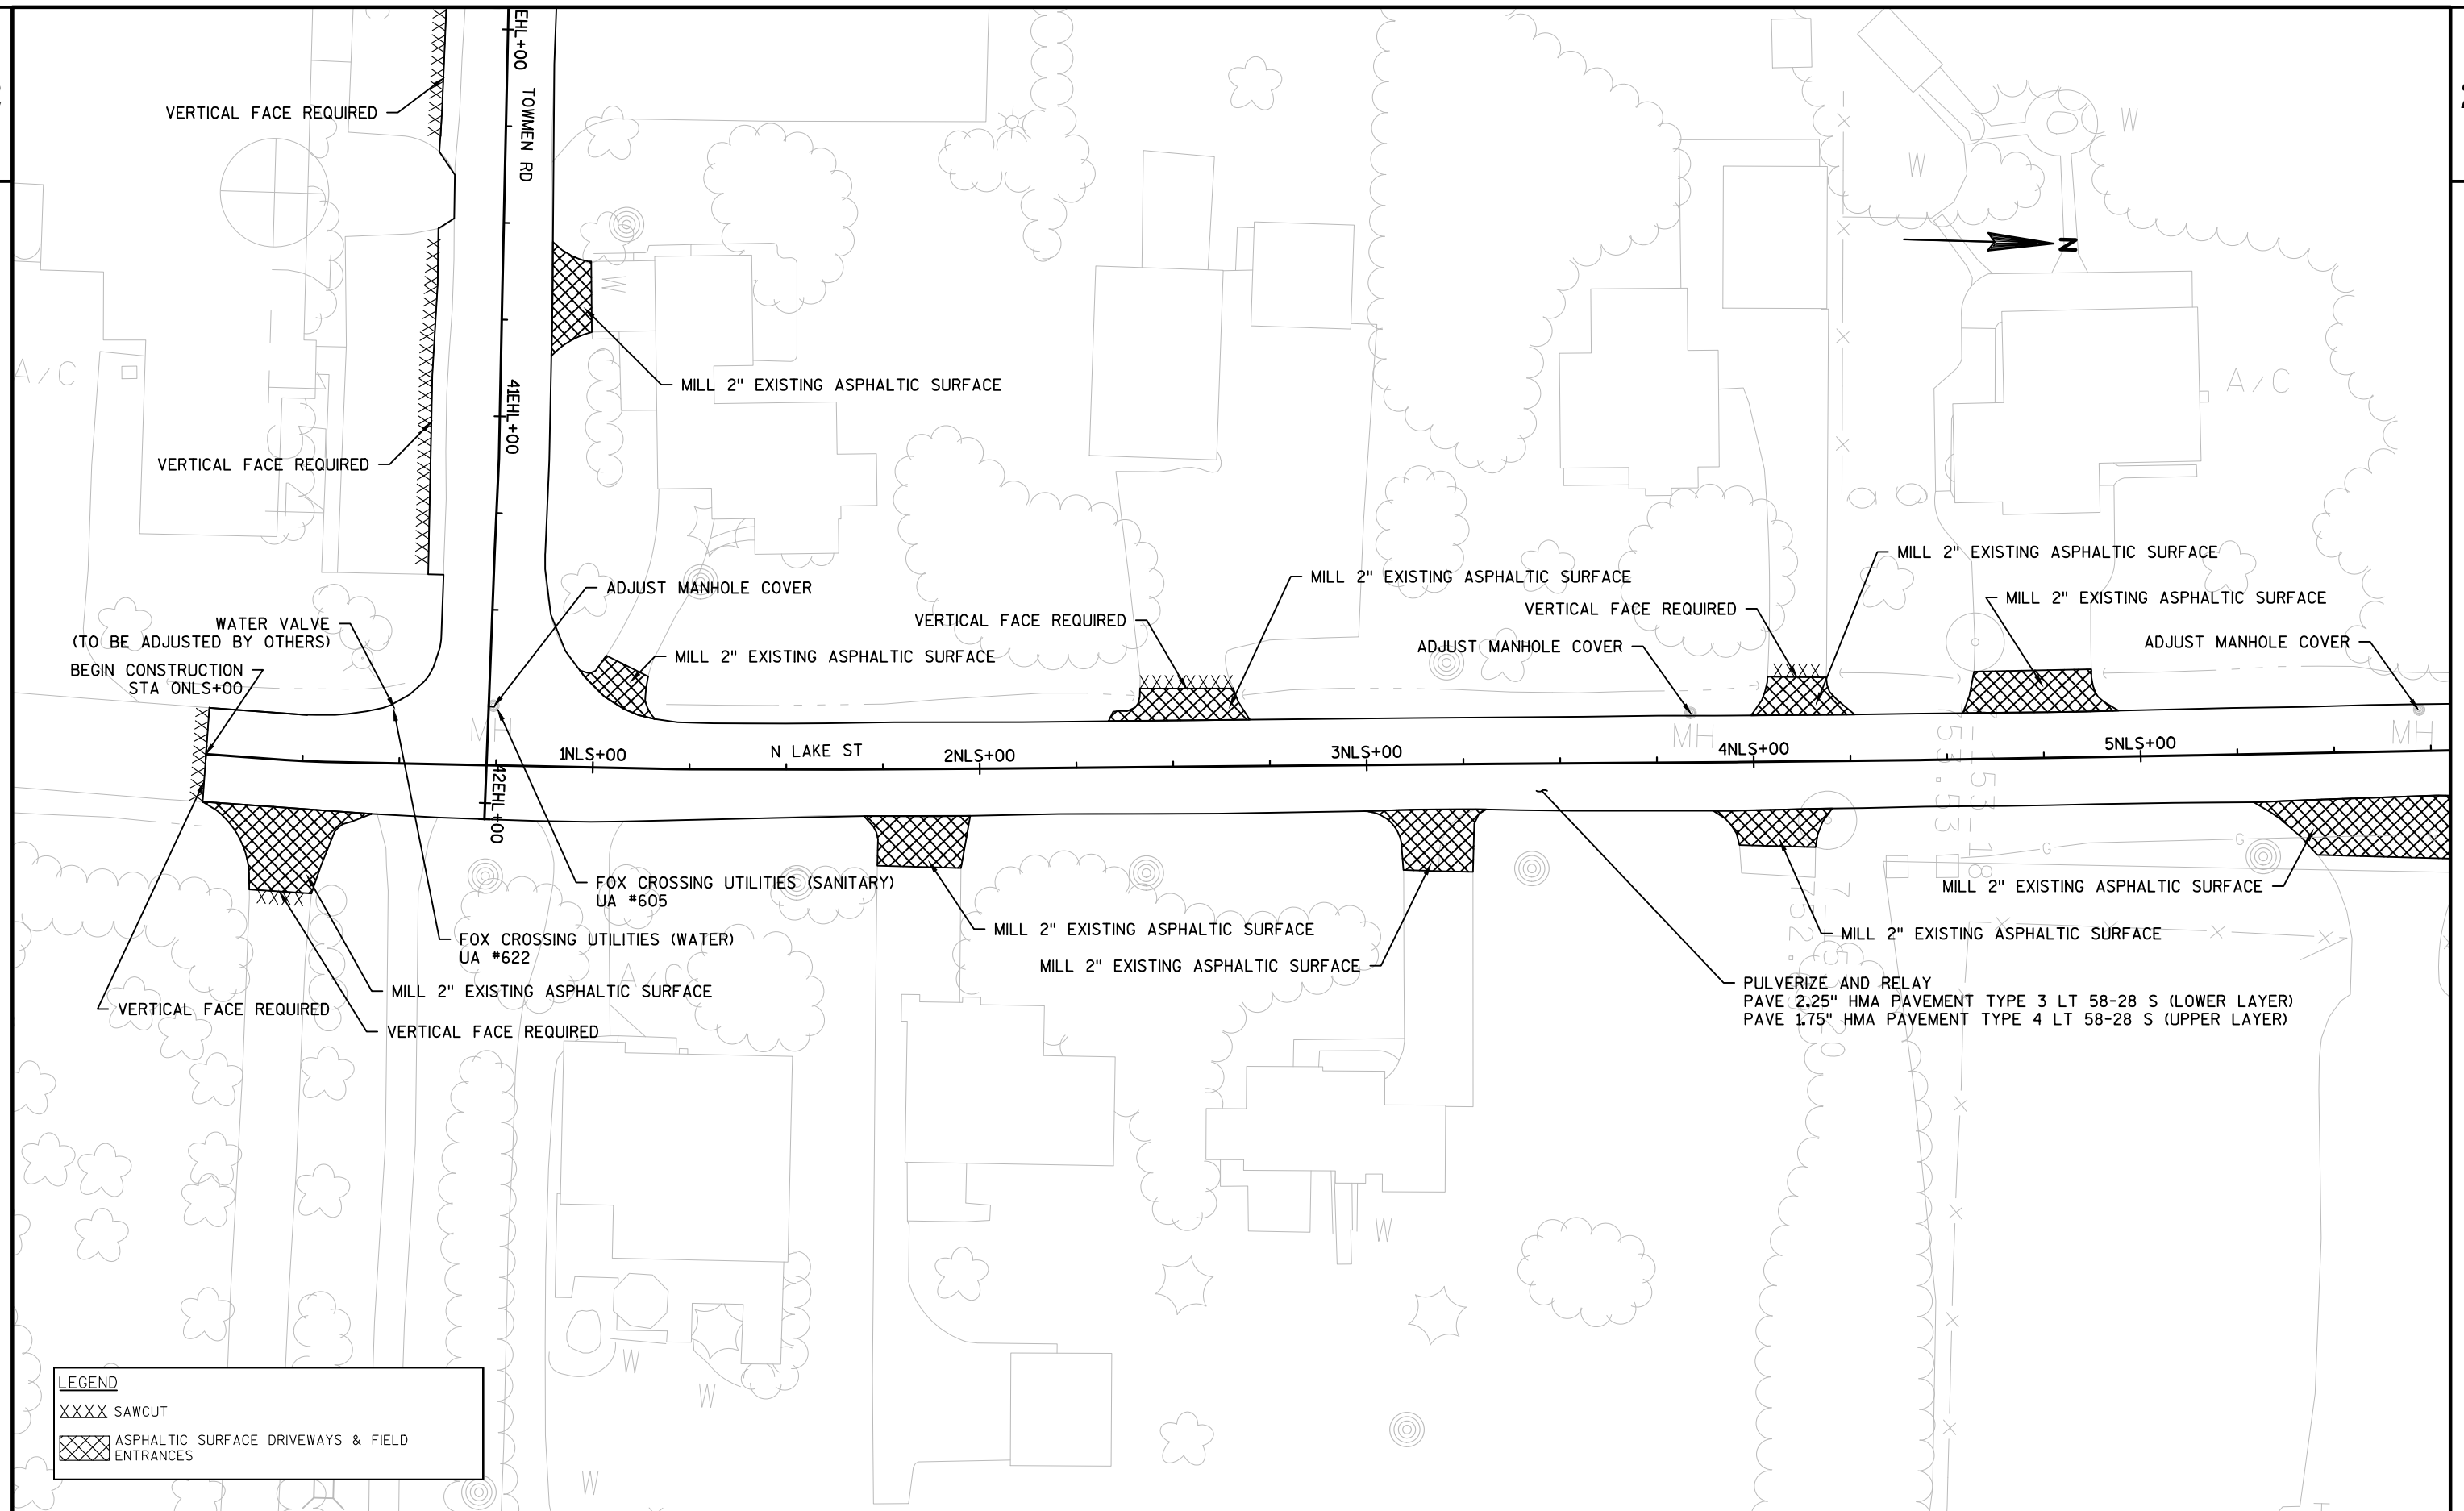 EHL+00
TOWMEN RD
VERTICAL FACE REQUIRED
W
W
N
W
MILL 2" EXISTING ASPHALTIC SURFACE
A/C
A/C
41EHL+00
VERTICAL FACE REQUIRED
MILL 2" EXISTING ASPHALTIC SURFACE
MILL 2" EXISTING ASPHALTIC SURFACE
ADJUST MANHOLE COVER
MILL 2" EXISTING ASPHALTIC SURFACE
VERTICAL FACE REQUIRED
VERTICAL FACE REQUIRED
WATER VALVE
(TO BE ADJUSTED BY OTHERS)
ADJUST MANHOLE COVER
ADJUST MANHOLE COVER
MILL 2" EXISTING ASPHALTIC SURFACE
BEGIN CONSTRUCTION
STA 0NLS+00
MH
MH
MH
1NLS+00
N LAKE ST
2NLS+00
3NLS+00
4NLS+00
5NLS+00
42EHL+00
G
G
FOX CROSSING UTILITIES (SANITARY)
UA #605
MILL 2" EXISTING ASPHALTIC SURFACE
MILL 2" EXISTING ASPHALTIC SURFACE
MILL 2" EXISTING ASPHALTIC SURFACE
FOX CROSSING UTILITIES (WATER)
UA #622
MILL 2" EXISTING ASPHALTIC SURFACE
A/C
MILL 2" EXISTING ASPHALTIC SURFACE
VERTICAL FACE REQUIRED
VERTICAL FACE REQUIRED
PULVERIZE AND RELAY
PAVE 2.25" HMA PAVEMENT TYPE 3 LT 58-28 S (LOWER LAYER)
PAVE 1.75" HMA PAVEMENT TYPE 4 LT 58-28 S (UPPER LAYER)
W
W
W
W
LEGEND
XXXX SAWCUT
ASPHALTIC SURFACE DRIVEWAYS & FIELD
ENTRANCES